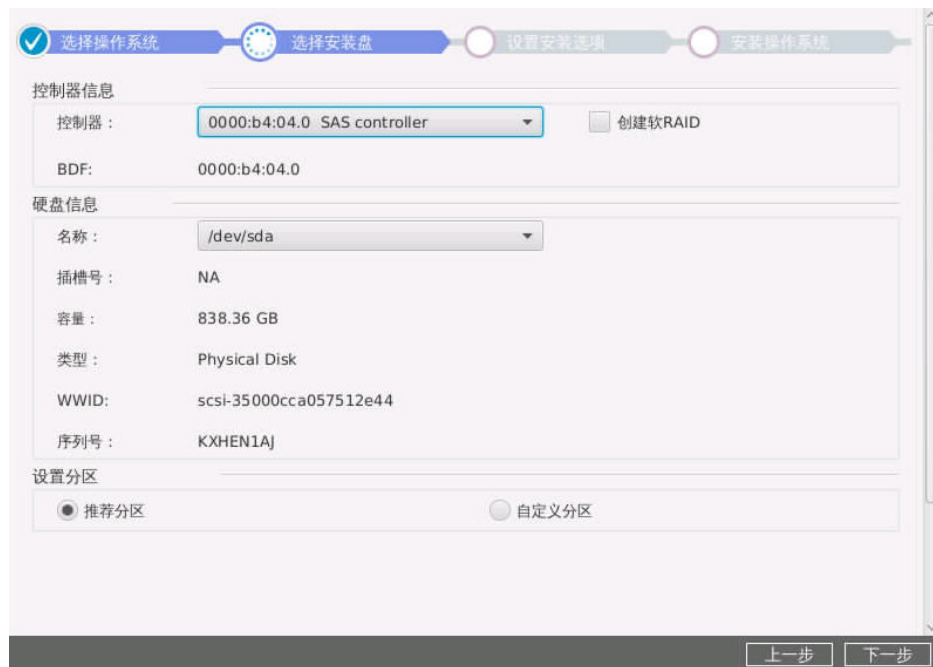 选择操作系统 选择安装盘 设置安装选项 安装操作系统
控制器信息
控制器： 0000:b4:04.0 SAS controller 创建软RAID
BDF: 0000:b4:04.0
硬盘信息
名称： /dev/sda
插槽号： NA
容量： 838.36 GB
类型： Physical Disk
WWID: scsi-35000cca057512e44
序列号： KXHEN1AJ
设置分区
推荐分区 自定义分区
上一步 下一步